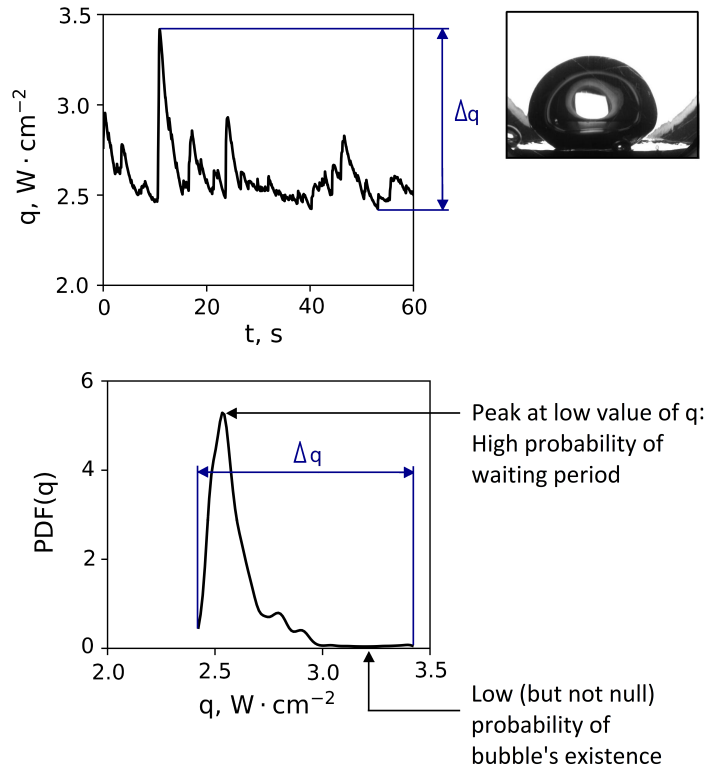 3.5
3.0
2.5
2.0
q, W · cm⁻²
0
20
40
60
t, s
Δq
6
4
2
0
PDF(q)
Δq
2.0
2.5
3.0
3.5
q, W · cm⁻²
Peak at low value of q:
High probability of
waiting period
Low (but not null)
probability of
bubble's existence